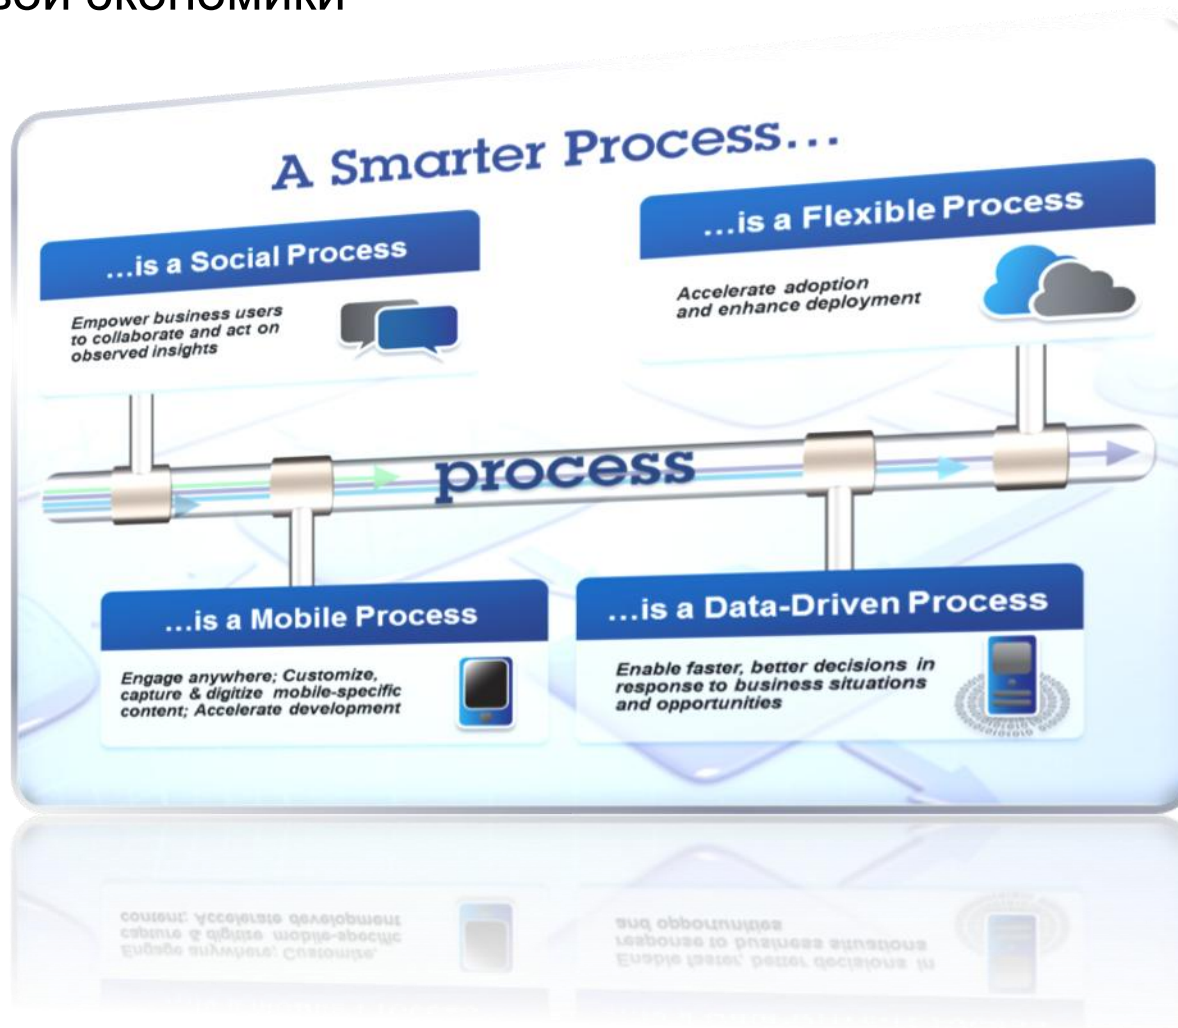 экономики
A Smarter Process...
...is a Social Process
Empower business users
to collaborate and act on
observed insights
...is a Flexible Process
Accelerate adoption
and enhance deployment
process
...is a Mobile Process
Engage anywhere; Customize,
capture & digitize mobile-specific
content; Accelerate development
...is a Data-Driven Process
Enable faster, better decisions in
response to business situations
and opportunities